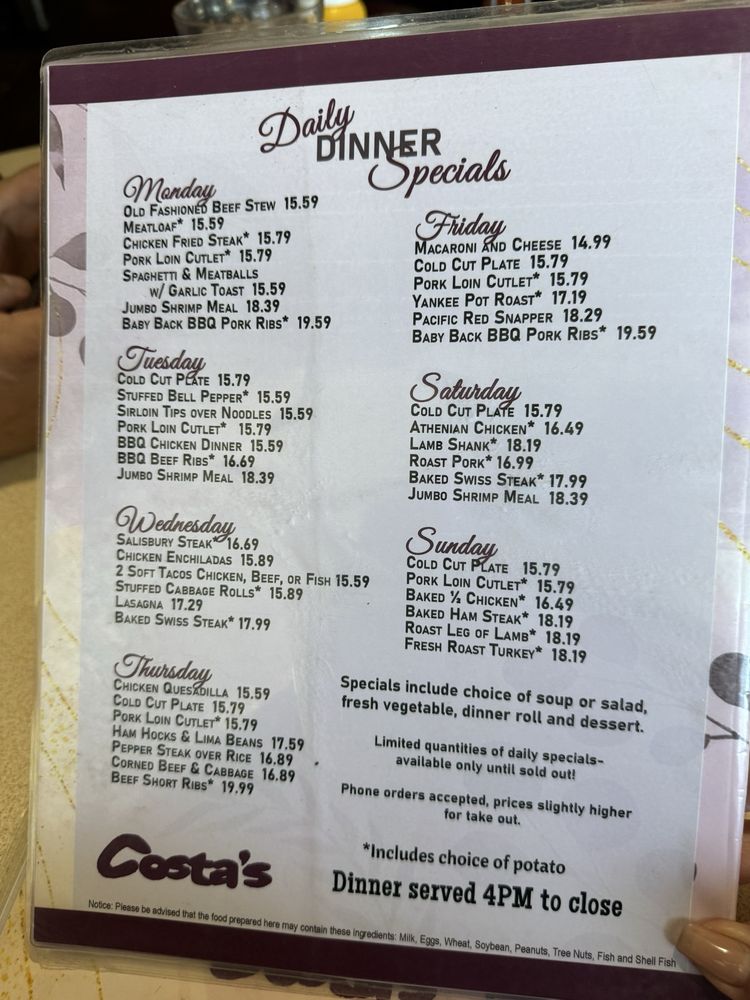 Daily
DINNER
Specials
Monday
Old Fashioned Beef Stew 15.59
Meatloaf* 15.59
Chicken Fried Steak* 15.79
Pork Loin Cutlet* 15.79
Spaghetti & Meatballs
w/ Garlic Toast 15.59
Jumbo Shrimp Meal 18.39
Baby Back BBQ Pork Ribs* 19.59
Tuesday
Cold Cut Plate 15.79
Stuffed Bell Pepper* 15.59
Sirloin Tips over Noodles 15.59
Pork Loin Cutlet* 15.79
BBQ Chicken Dinner 15.59
BBQ Beef Ribs* 16.69
Jumbo Shrimp Meal 18.39
Wednesday
Salisbury Steak* 16.69
Chicken Enchiladas 15.89
2 Soft Tacos Chicken, Beef, or Fish 15.59
Stuffed Cabbage Rolls* 15.89
Lasagna 17.29
Baked Swiss Steak* 17.99
Thursday
Chicken Quesadilla 15.59
Cold Cut Plate 15.79
Pork Loin Cutlet* 15.79
Ham Hocks & Lima Beans 17.59
Pepper Steak over Rice 16.89
Corned Beef & Cabbage 16.89
Beef Short Ribs* 19.99
Friday
Macaroni and Cheese 14.99
Cold Cut Plate 15.79
Pork Loin Cutlet* 15.79
Yankee Pot Roast* 17.19
Pacific Red Snapper 18.29
Baby Back BBQ Pork Ribs* 19.59
Saturday
Cold Cut Plate 15.79
Athenian Chicken* 16.49
Lamb Shank* 18.19
Roast Pork* 16.99
Baked Swiss Steak* 17.99
Jumbo Shrimp Meal 18.39
Sunday
Cold Cut Plate 15.79
Pork Loin Cutlet* 15.79
Baked ¼ Chicken* 16.49
Baked Ham Steak* 18.19
Roast Leg of Lamb* 18.19
Fresh Roast Turkey* 18.19
Specials include choice of soup or salad,
fresh vegetable, dinner roll and dessert.
Limited quantities of daily specials-
available only until sold out!
Phone orders accepted, prices slightly higher
for take out.
*Includes choice of potato
Dinner served 4PM to close
Costa's
Notice: Please be advised that the food prepared here may contain these ingredients: Milk, Eggs, Wheat, Soybean, Peanuts, Tree Nuts, Fish and Shell Fish